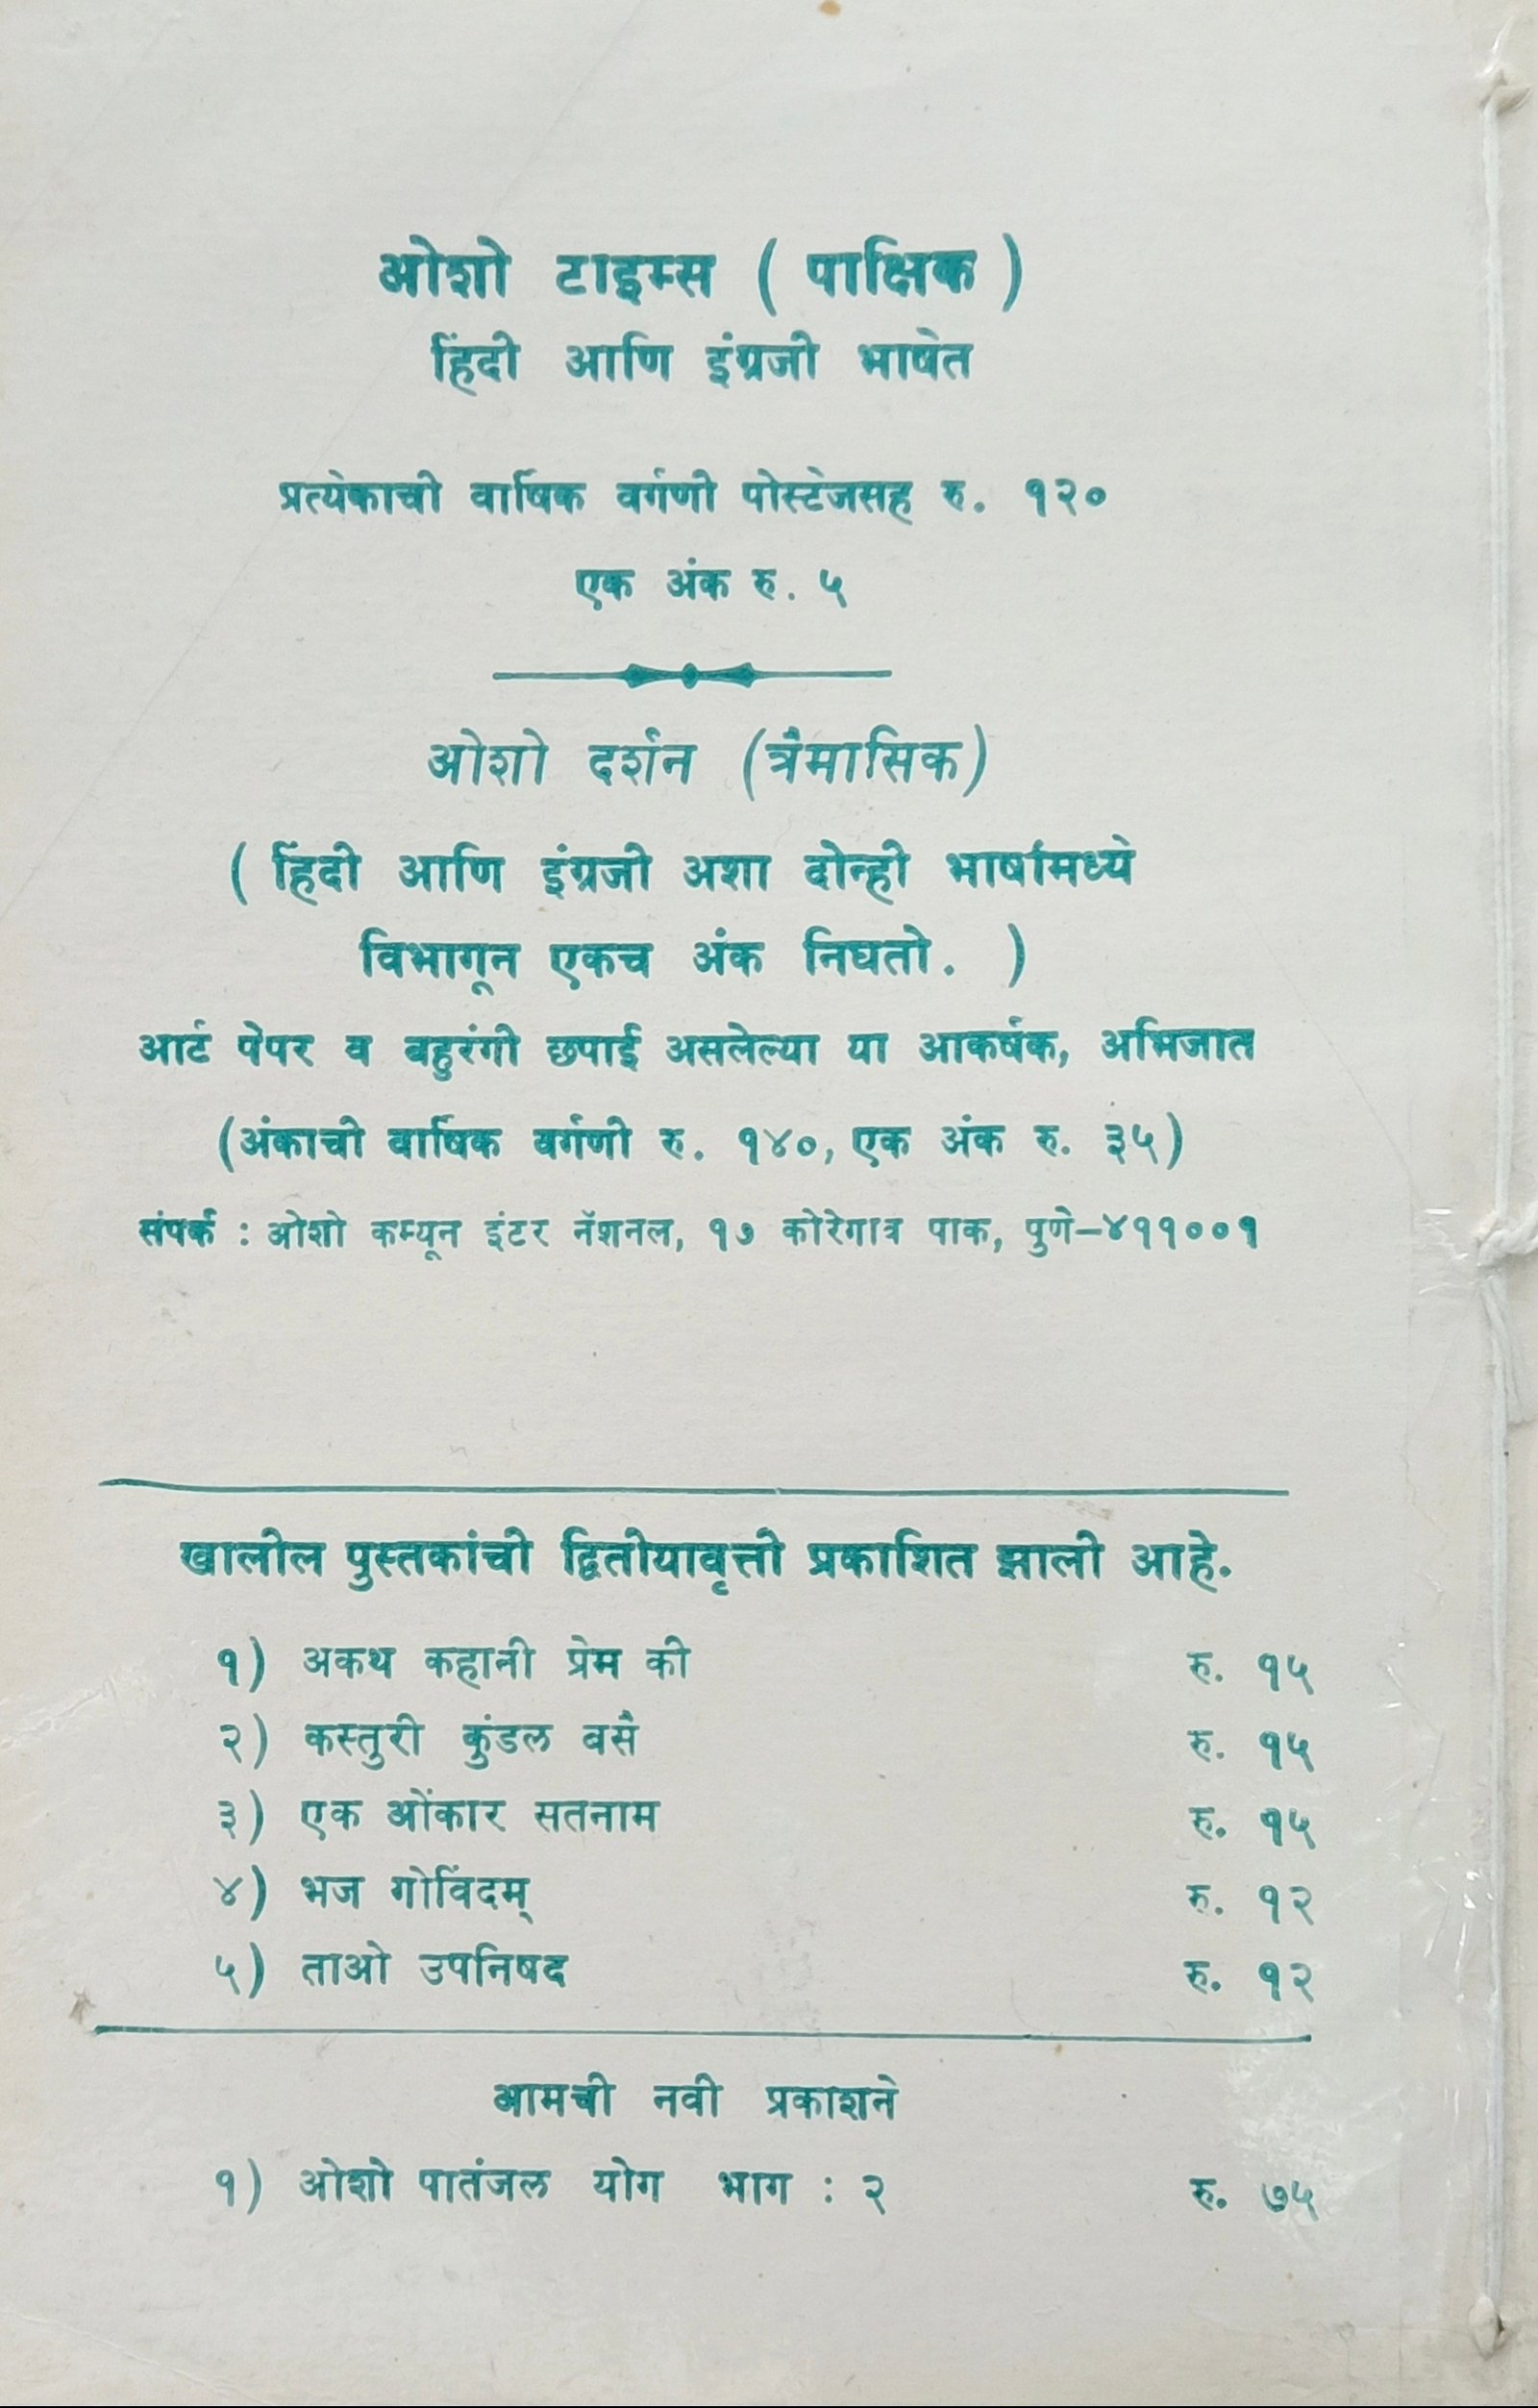 ओशो टाइम्स ( पाक्षिक )
हिंदी आणि इंग्रजी भाषेत
प्रत्येकाची वार्षिक वर्गणी पोस्टेजसह रु. १२०
एक अंक रु. ५
ओशो दर्शन (त्रैमासिक)
( हिंदी आणि इंग्रजी अशा दोन्ही भाषांमध्ये
विभागून एकच अंक निघतो. )
आर्ट पेपर व बहुरंगी छपाई असलेल्या या आकर्षक, अभिजात
(अंकाची वार्षिक वर्गणी रु. १४०, एक अंक रु. ३५)
संपर्क : ओशो कम्यून इंटर नॅशनल, १७ कोरेगात्र पाक, पुणे–४११००१
खालील पुस्तकांची द्वितीयावृत्ती प्रकाशित झाली आहे.
१) अकथ कहानी प्रेम की रु. १५
२) कस्तुरी कुंडल बसै रु. १५
३) एक ओंकार सतनाम रु. १५
४) भज गोविंदम् रु. १२
५) ताओ उपनिषद रु. १२
आमची नवी प्रकाशने
१) ओशो पातंजल योग भाग : २ रु. ७५